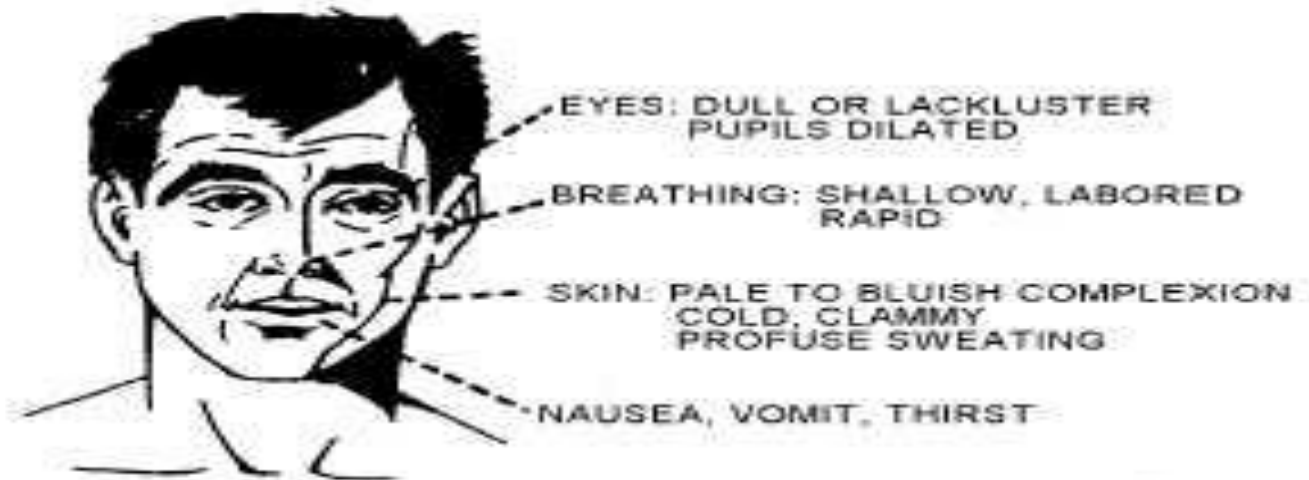 EYES: DULL OR LACKLUSTER
PUPILS DILATED
BREATHING: SHALLOW, LABORED
RAPID
SKIN: PALE TO BLUISH COMPLEXION
COLD, CLAMMY
PROFUSE SWEATING
NAUSEA, VOMIT, THIRST